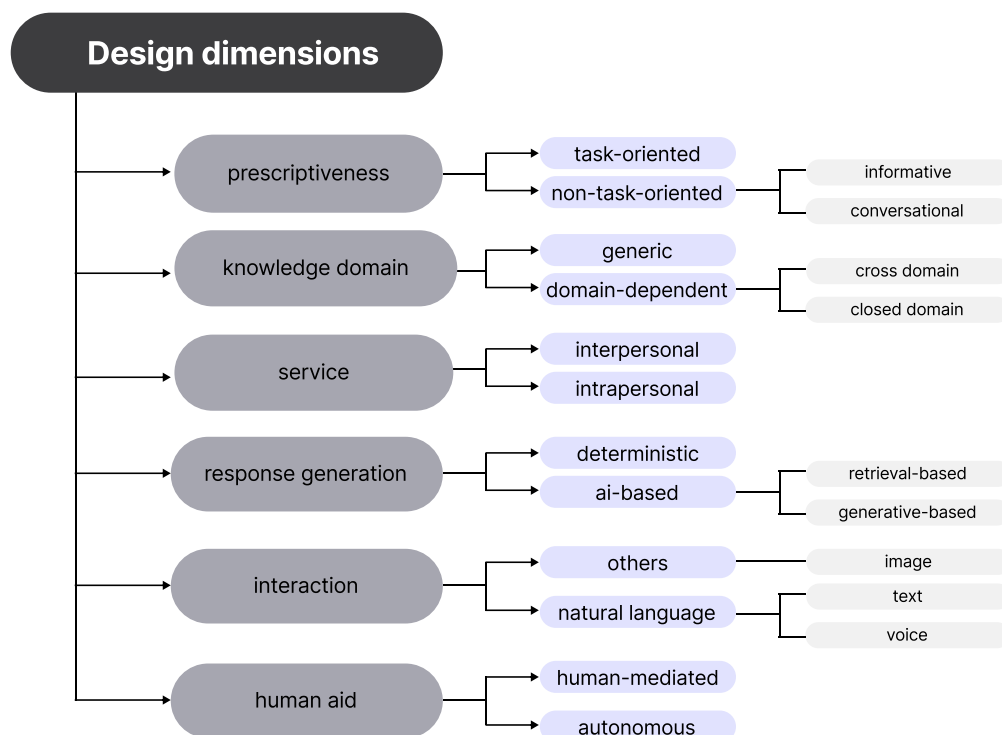 Design dimensions
prescriptiveness
task-oriented
non-task-oriented
informative
conversational
knowledge domain
generic
domain-dependent
cross domain
closed domain
service
interpersonal
intrapersonal
response generation
deterministic
ai-based
retrieval-based
generative-based
interaction
others
image
natural language
text
voice
human aid
human-mediated
autonomous